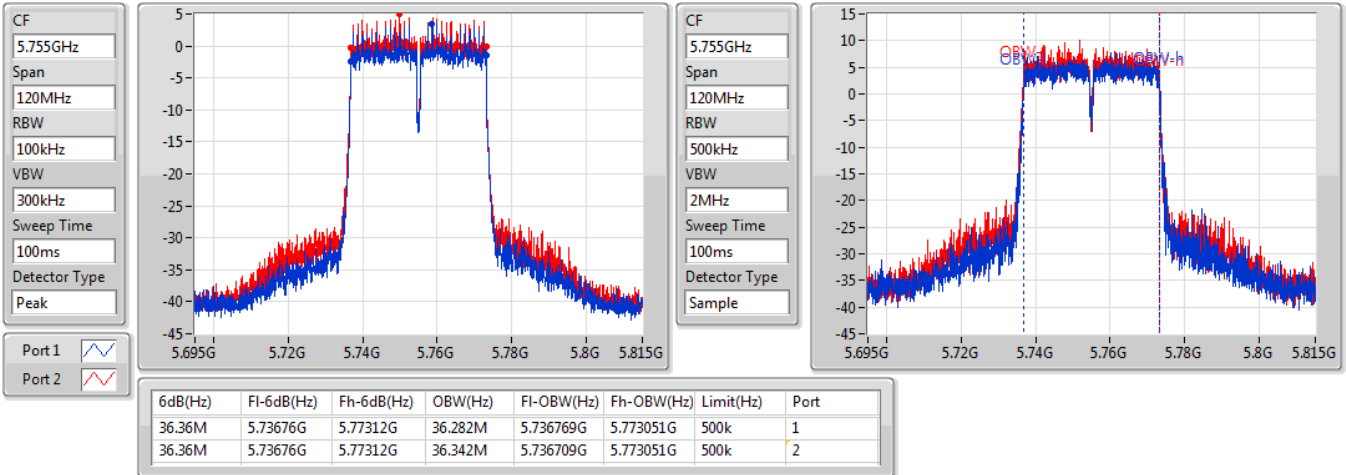 CF
5.755GHz
Span
120MHz
RBW
100kHz
VBW
300kHz
Sweep Time
100ms
Detector Type
Peak
Port 1
Port 2
5
0
-5
-10
-15
-20
-25
-30
-35
-40
-45
5.695G 5.72G 5.74G 5.76G 5.78G 5.8G 5.815G
CF
5.755GHz
Span
120MHz
RBW
500kHz
VBW
2MHz
Sweep Time
100ms
Detector Type
Sample
15
10
5
0
-5
-10
-15
-20
-25
-30
-35
-40
-45
OBW-h
5.695G 5.72G 5.74G 5.76G 5.78G 5.8G 5.815G
6dB(Hz) Fl-6dB(Hz) Fh-6dB(Hz) OBW(Hz) Fl-OBW(Hz) Fh-OBW(Hz) Limit(Hz) Port
36.36M 5.73676G 5.77312G 36.282M 5.736769G 5.773051G 500k 1
36.36M 5.73676G 5.77312G 36.342M 5.736709G 5.773051G 500k 2